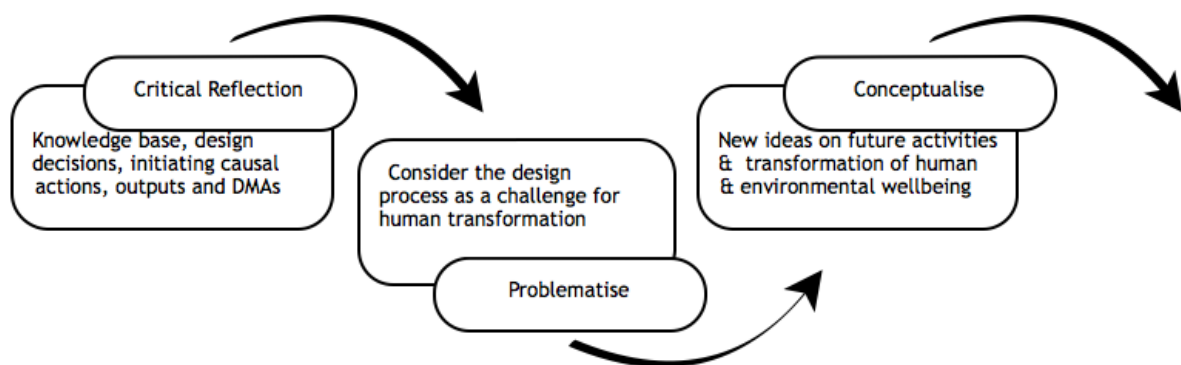 Critical Reflection
Knowledge base, design
decisions, initiating causal
actions, outputs and DMAs
Consider the design
process as a challenge for
human transformation
Problematise
Conceptualise
New ideas on future activities
& transformation of human
& environmental wellbeing